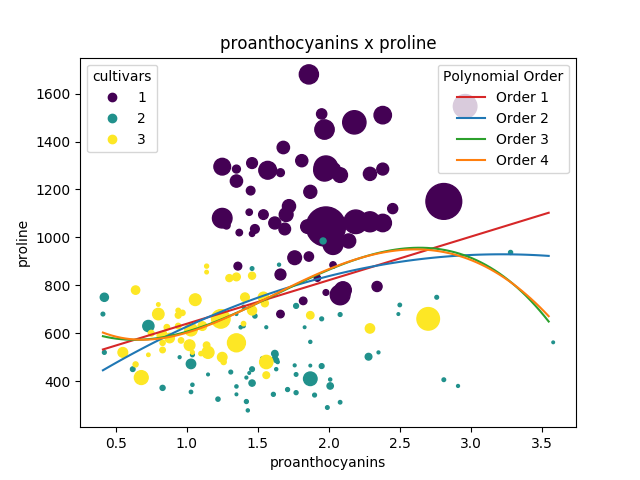 proanthocyanins x proline
cultivars
1
2
3
Polynomial Order
Order 1
Order 2
Order 3
Order 4
proline
1600
1400
1200
1000
800
600
400
0.5 1.0 1.5 2.0 2.5 3.0 3.5
proanthocyanins